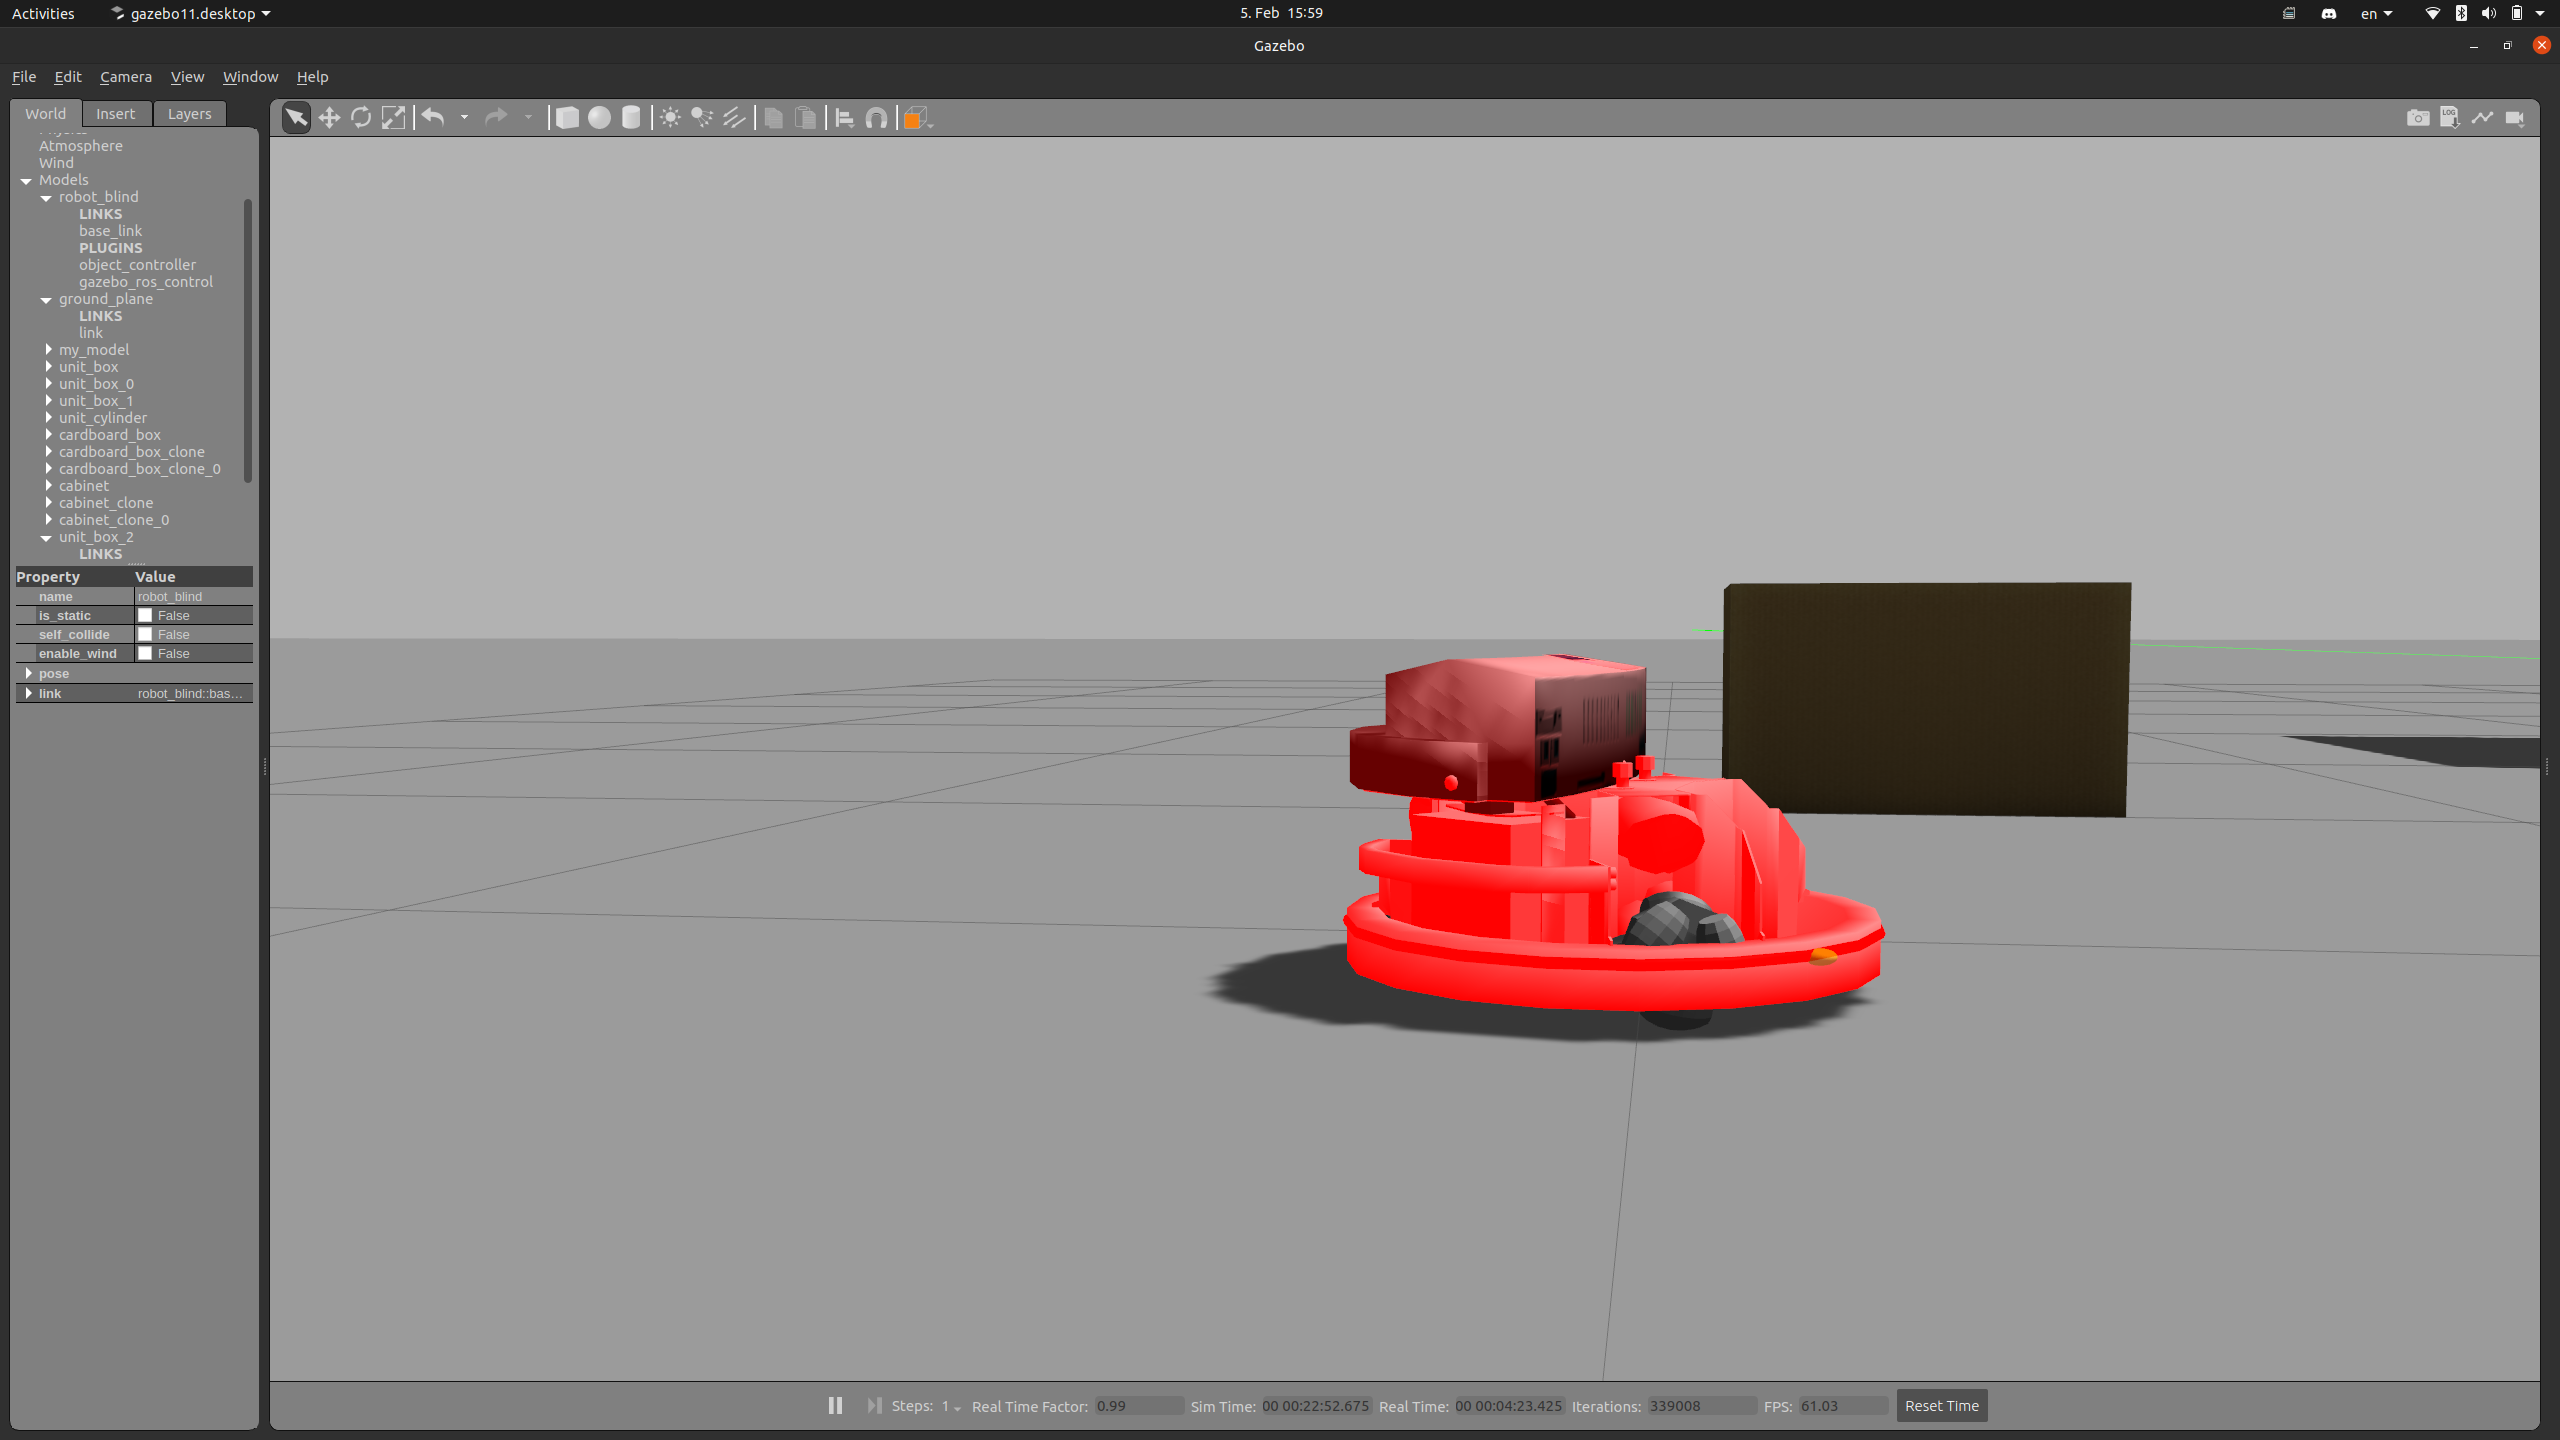 Activities
gazebo11.desktop
5. Feb 15:59
en
Gazebo
File Edit Camera View Window Help
World Insert Layers
Atmosphere
Wind
Models
robot_blind
LINKS
base_link
PLUGINS
object_controller
gazebo_ros_control
ground_plane
LINKS
link
my_model
unit_box
unit_box_0
unit_box_1
unit_cylinder
cardboard_box
cardboard_box_clone
cardboard_box_clone_0
cabinet
cabinet_clone
cabinet_clone_0
unit_box_2
LINKS
Property Value
name robot_blind
is_static False
self_collide False
enable_wind False
pose
link robot_blind::bas...
LOG
Steps: 1 Real Time Factor: 0.99 Sim Time: 00 00:22:52.675 Real Time: 00 00:04:23.425 Iterations: 339008 FPS: 61.03 Reset Time